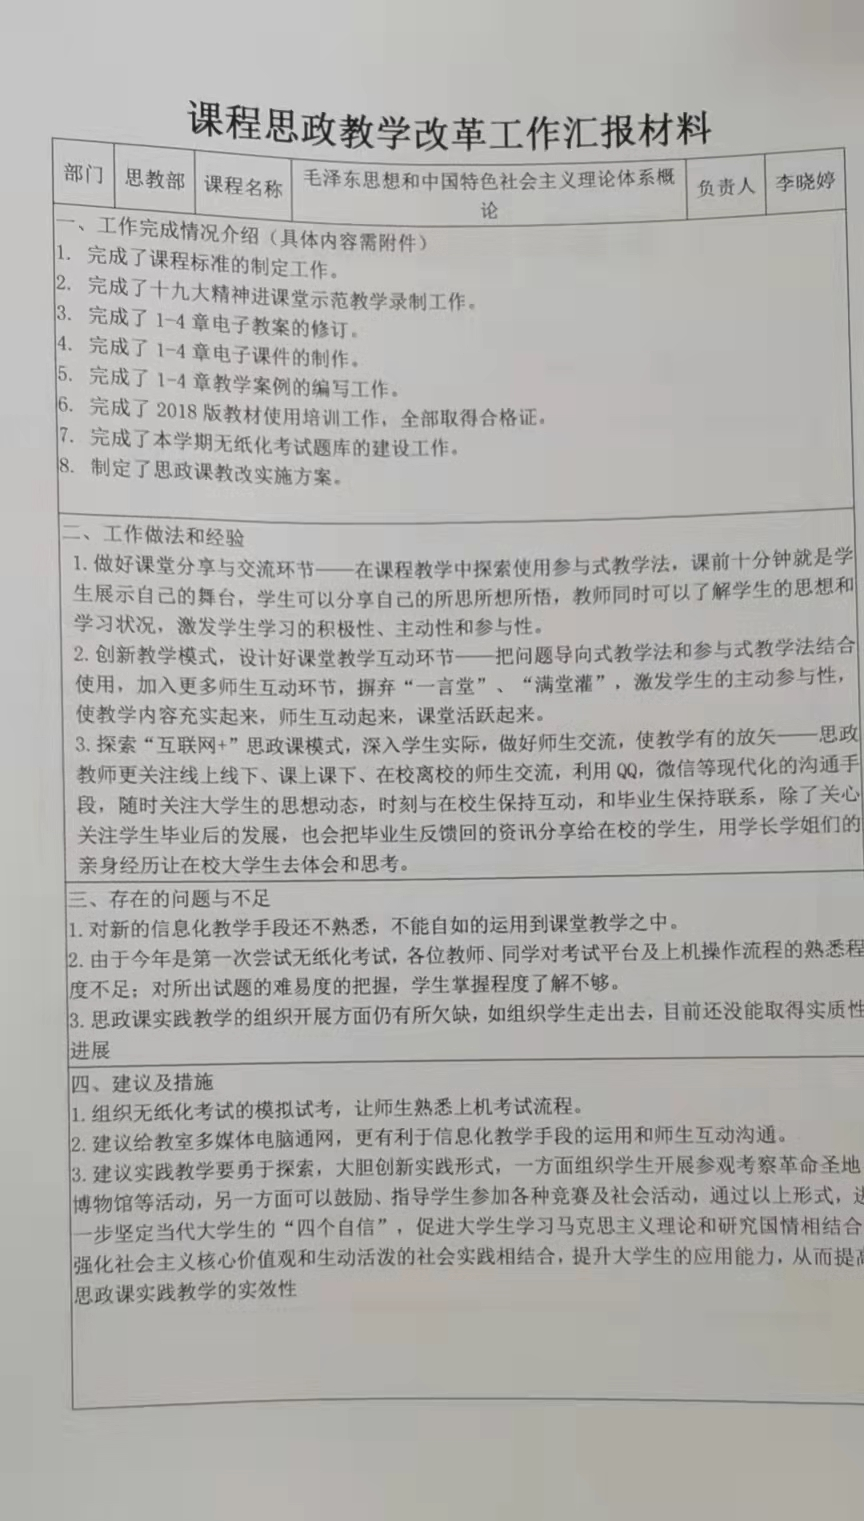 课程思政教学改革工作汇报材料
部门 思教部 课程名称 毛泽东思想和中国特色社会主义理论体系概 负责人 李晓婷
论
一、工作完成情况介绍（具体内容需附件）
1. 完成了课程标准的制定工作。
2. 完成了十九大精神进课堂示范教学录制工作。
3. 完成了 1-4 章电子教案的修订。
4. 完成了 1-4 章电子课件的制作。
5. 完成了 1-4 章教学案例的编写工作。
6. 完成了 2018 版教材使用培训工作，全部取得合格证。
7. 完成了本学期无纸化考试题库的建设工作。
8. 制定了思政课教改实施方案。
二、工作做法和经验
1.做好课堂分享与交流环节——在课程教学中探索使用参与式教学法，课前十分钟就是学
生展示自己的舞台，学生可以分享自己的所思所想所悟，教师同时可以了解学生的思想和
学习状况，激发学生学习的积极性、主动性和参与性。
2.创新教学模式，设计好课堂教学互动环节——把问题导向式教学法和参与式教学法结合
使用，加入更多师生互动环节，摒弃“一言堂”、“满堂灌”，激发学生的主动参与性，
使教学内容充实起来，师生互动起来，课堂活跃起来。
3.探索“互联网+”思政课模式，深入学生实际，做好师生交流，使教学有的放矢——思政
教师更关注线上线下、课上课下、在校离校的师生交流，利用 QQ，微信等现代化的沟通手
段，随时关注大学生的思想动态，时刻与在校生保持互动，和毕业生保持联系，除了关心
关注学生毕业后的发展，也会把毕业生反馈回的资讯分享给在校的学生，用学长学姐们的
亲身经历让在校大学生去体会和思考。
三、存在的问题与不足
1.对新的信息化教学手段还不熟悉，不能自如的运用到课堂教学之中。
2.由于今年是第一次尝试无纸化考试，各位教师、同学对考试平台及上机操作流程的熟悉程
度不足；对所出试题的难易度的把握，学生掌握程度了解不够。
3.思政课实践教学的组织开展方面仍有所欠缺，如组织学生走出去，目前还没能取得实质性
进展
四、建议及措施
1.组织无纸化考试的模拟试考，让师生熟悉上机考试流程。
2.建议给教室多媒体电脑通网，更有利于信息化教学手段的运用和师生互动沟通。
3.建议实践教学要勇于探索，大胆创新实践形式，一方面组织学生开展参观考察革命圣地
博物馆等活动，另一方面可以鼓励、指导学生参加各种竞赛及社会活动，通过以上形式，进
一步坚定当代大学生的“四个自信”，促进大学生学习马克思主义理论和研究国情相结合
强化社会主义核心价值观和生动活泼的社会实践相结合，提升大学生的应用能力，从而提高
思政课实践教学的实效性